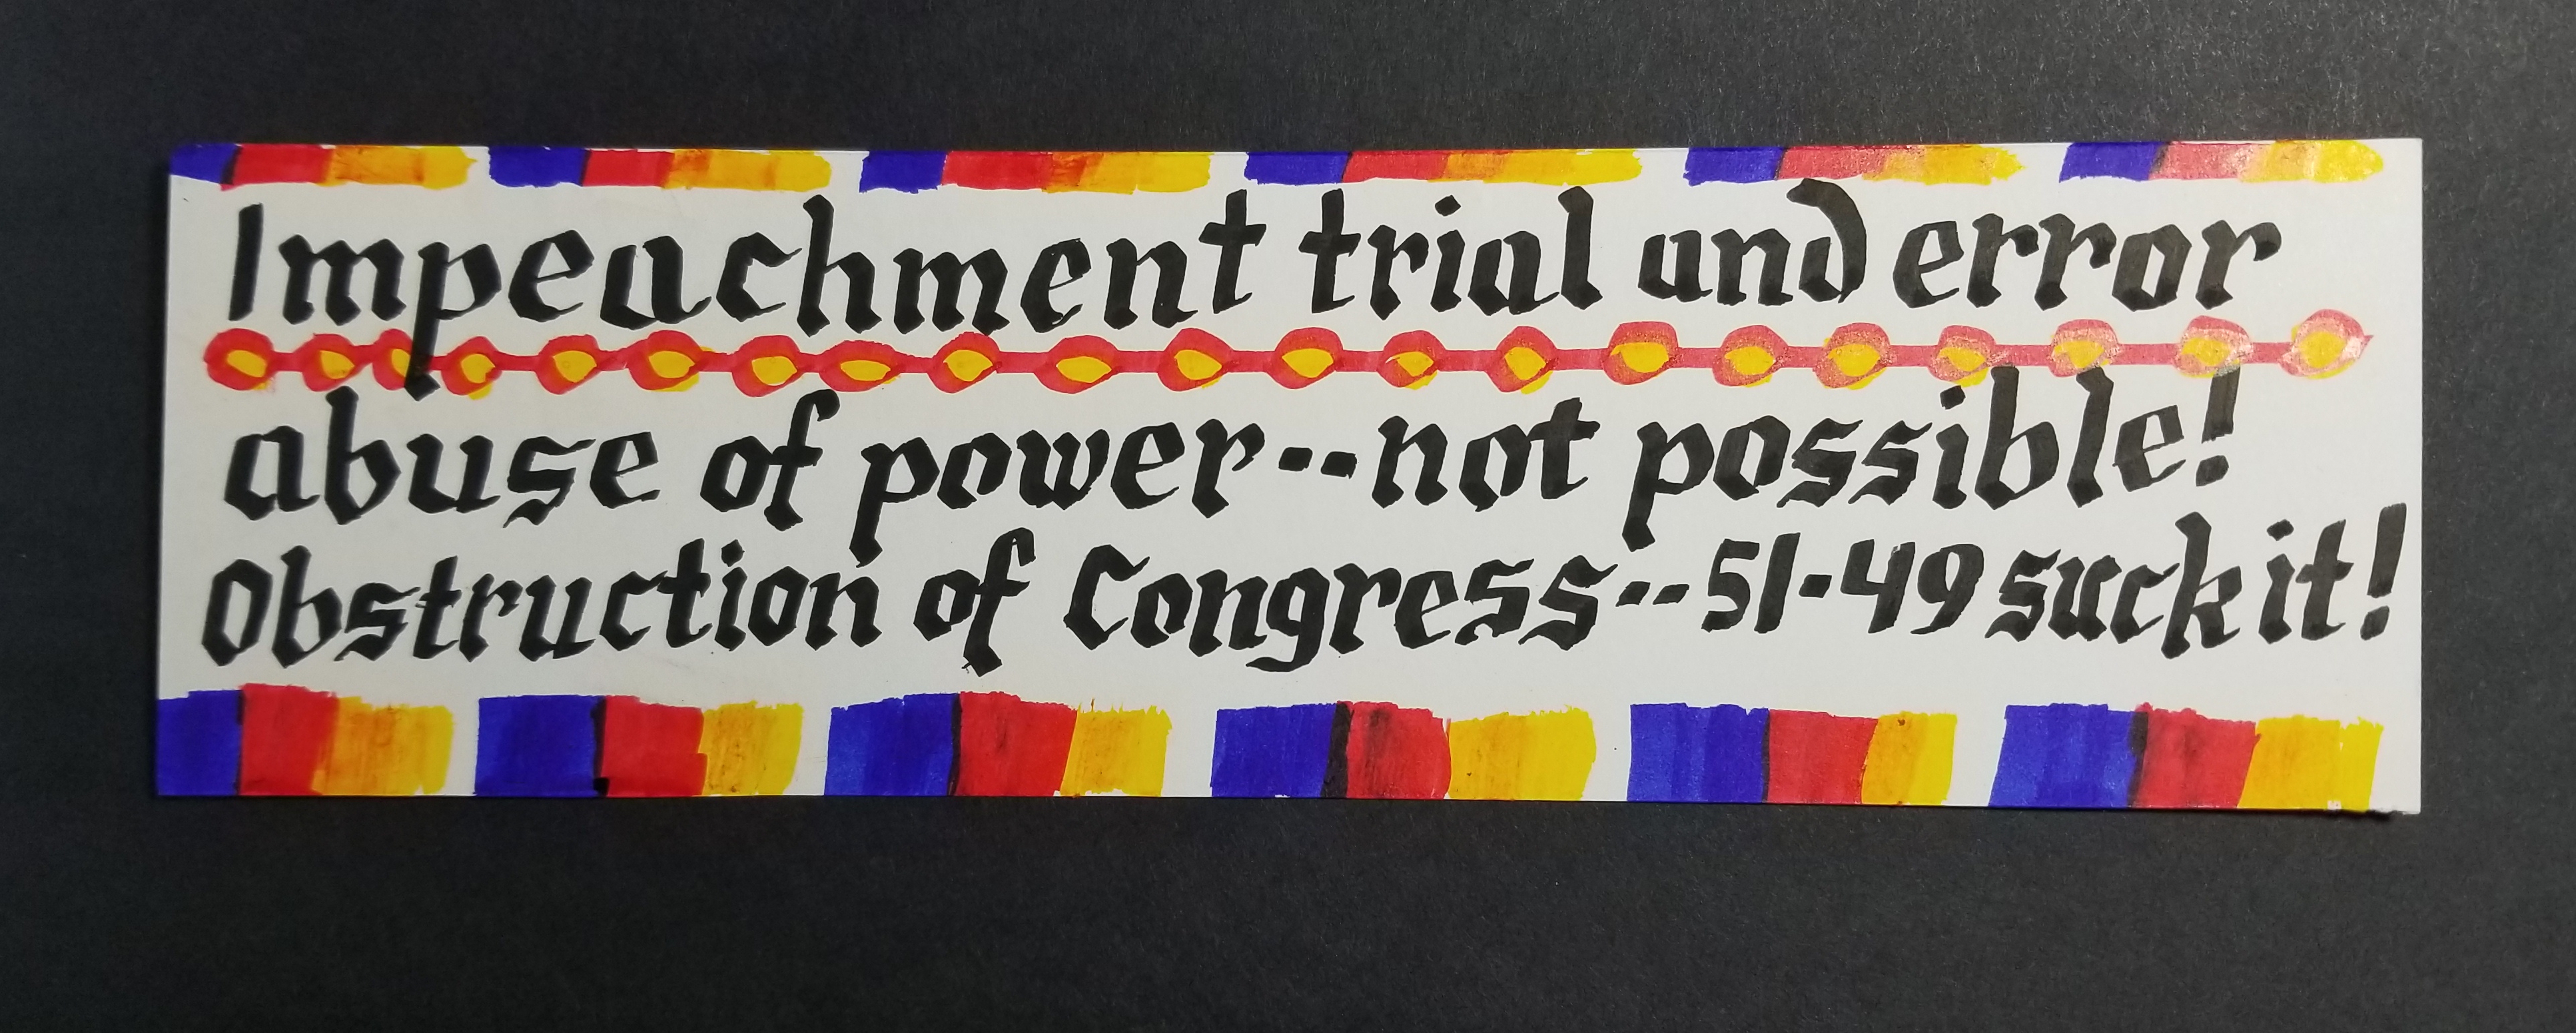 Impeachment trial and error
abuse of power--not possible!
Obstruction of Congress--51-49 suck it!